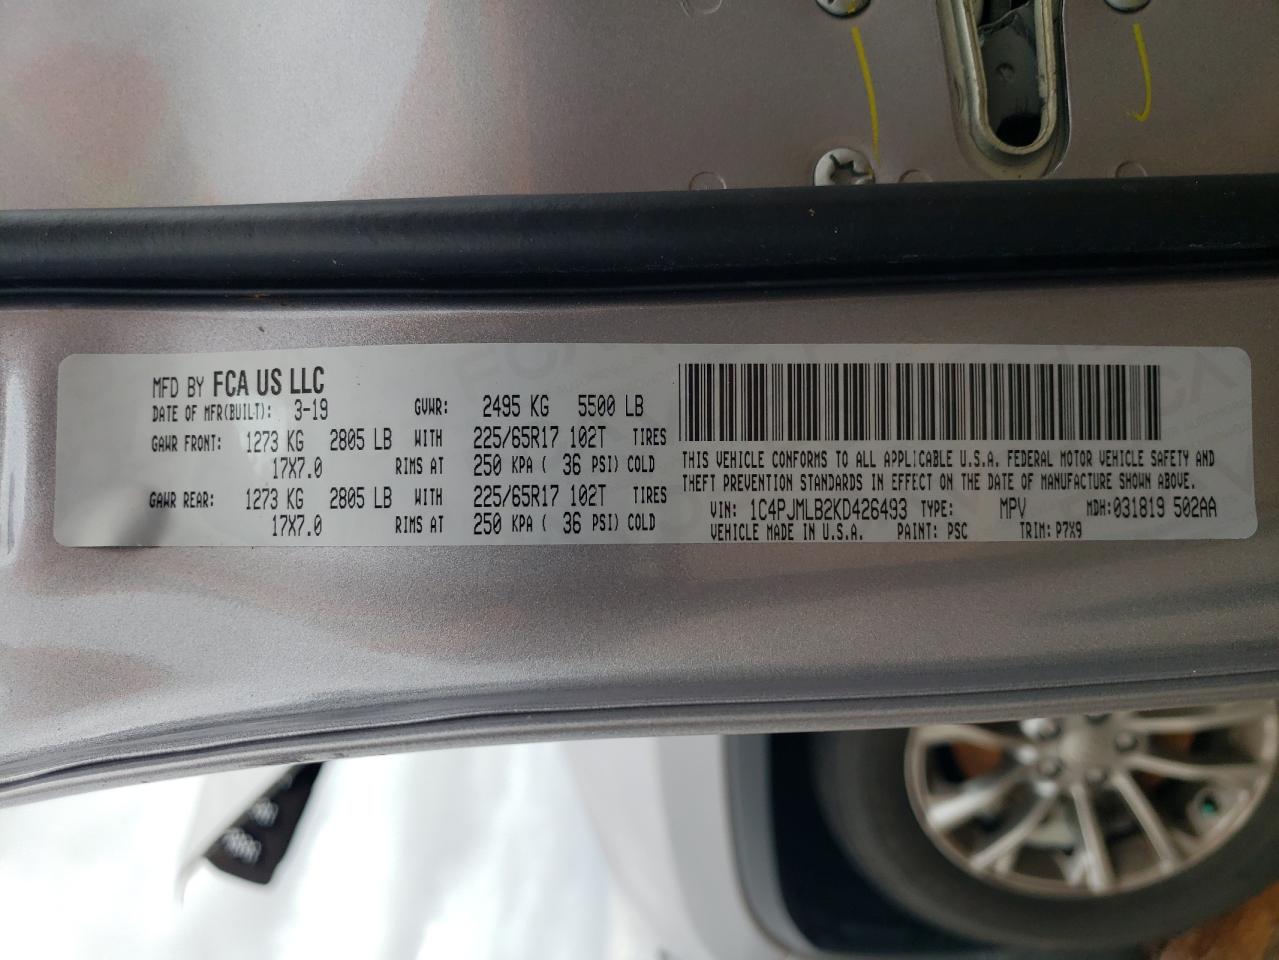 MFD BY FCA US LLC
DATE OF MFR(BUILT): 3-19 GVWR: 2495 KG 5500 LB
GAWR FRONT: 1273 KG 2805 LB WITH 225/65R17 102T TIRES
17X7.0 RIMS AT 250 KPA ( 36 PSI) COLD
GAWR REAR: 1273 KG 2805 LB WITH 225/65R17 102T TIRES
17X7.0 RIMS AT 250 KPA ( 36 PSI) COLD
THIS VEHICLE CONFORMS TO ALL APPLICABLE U.S.A. FEDERAL MOTOR VEHICLE SAFETY AND
THEFT PREVENTION STANDARDS IN EFFECT ON THE DATE OF MANUFACTURE SHOWN ABOVE.
VIN: 1C4PJMLB2KD426493 TYPE: MPV MDH: 031819 502AA
VEHICLE MADE IN U.S.A. PAINT: PSC TRIM: P7X9